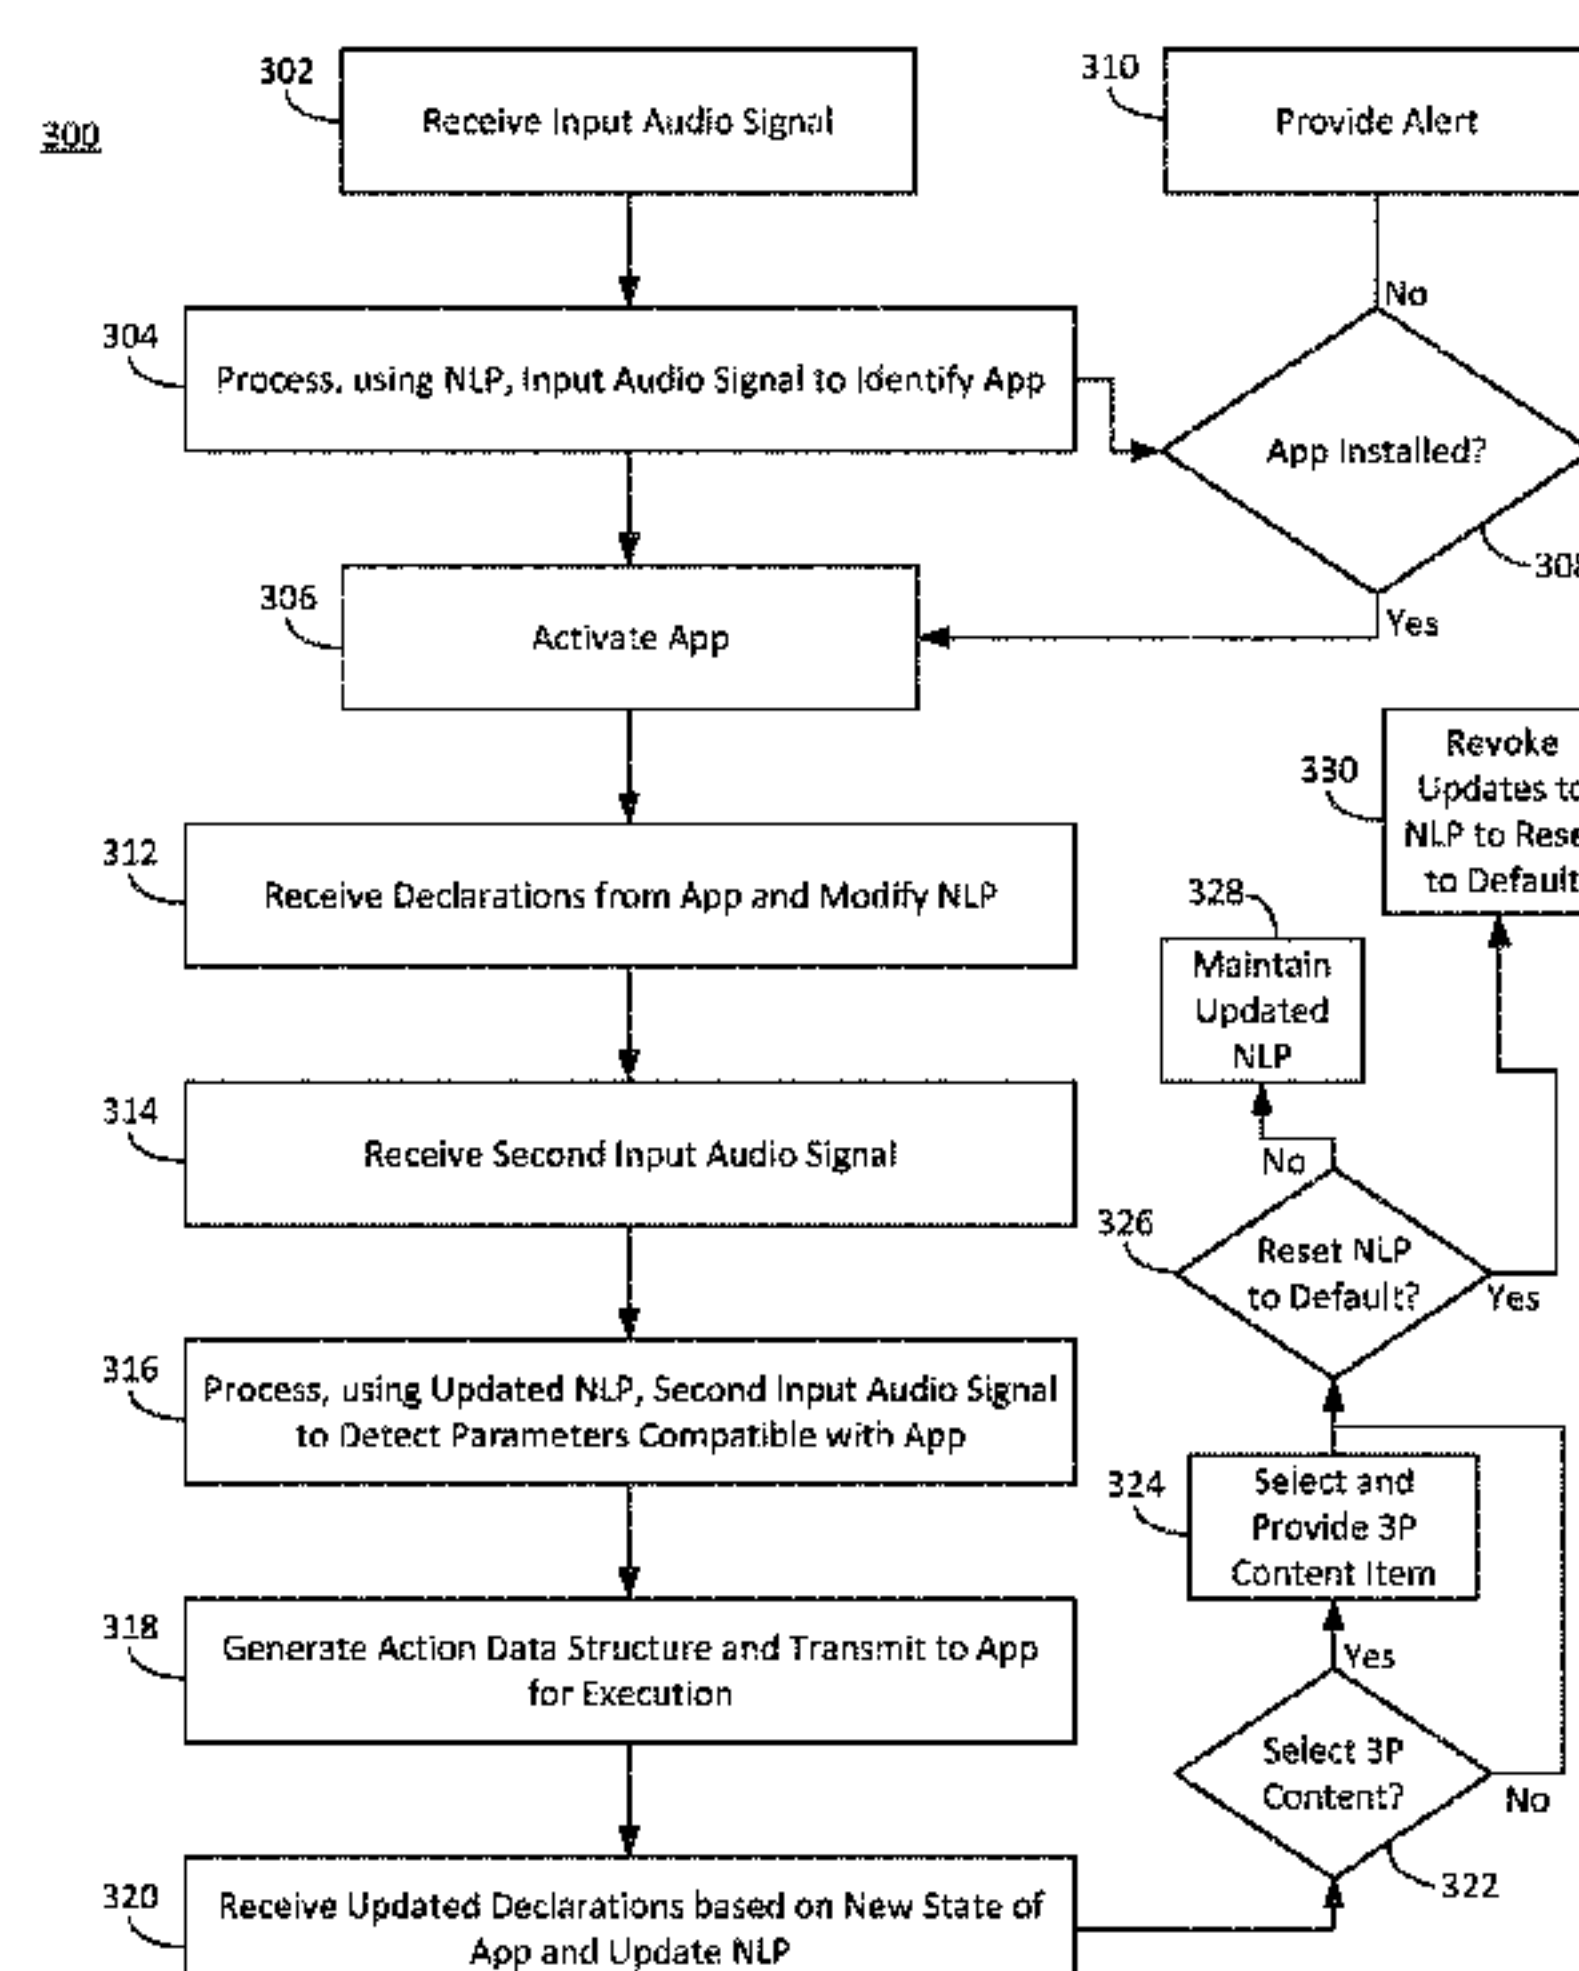 300
302
Receive Input Audio Signal
310
Provide Alert
304
Process, using NLP, Input Audio Signal to Identify App
No
App Installed?
308
Yes
306
Activate App
312
Receive Declarations from App and Modify NLP
330
Revoke
Updates to
NLP to Rese
to Default
328
Maintain
Updated
NLP
314
Receive Second Input Audio Signal
No
326
Reset NLP
to Default?
Yes
316
Process, using Updated NLP, Second Input Audio Signal
to Detect Parameters Compatible with App
324
Select and
Provide 3P
Content Item
318
Generate Action Data Structure and Transmit to App
for Execution
Yes
Select 3P
Content?
No
322
320
Receive Updated Declarations based on New State of
App and Update NLP